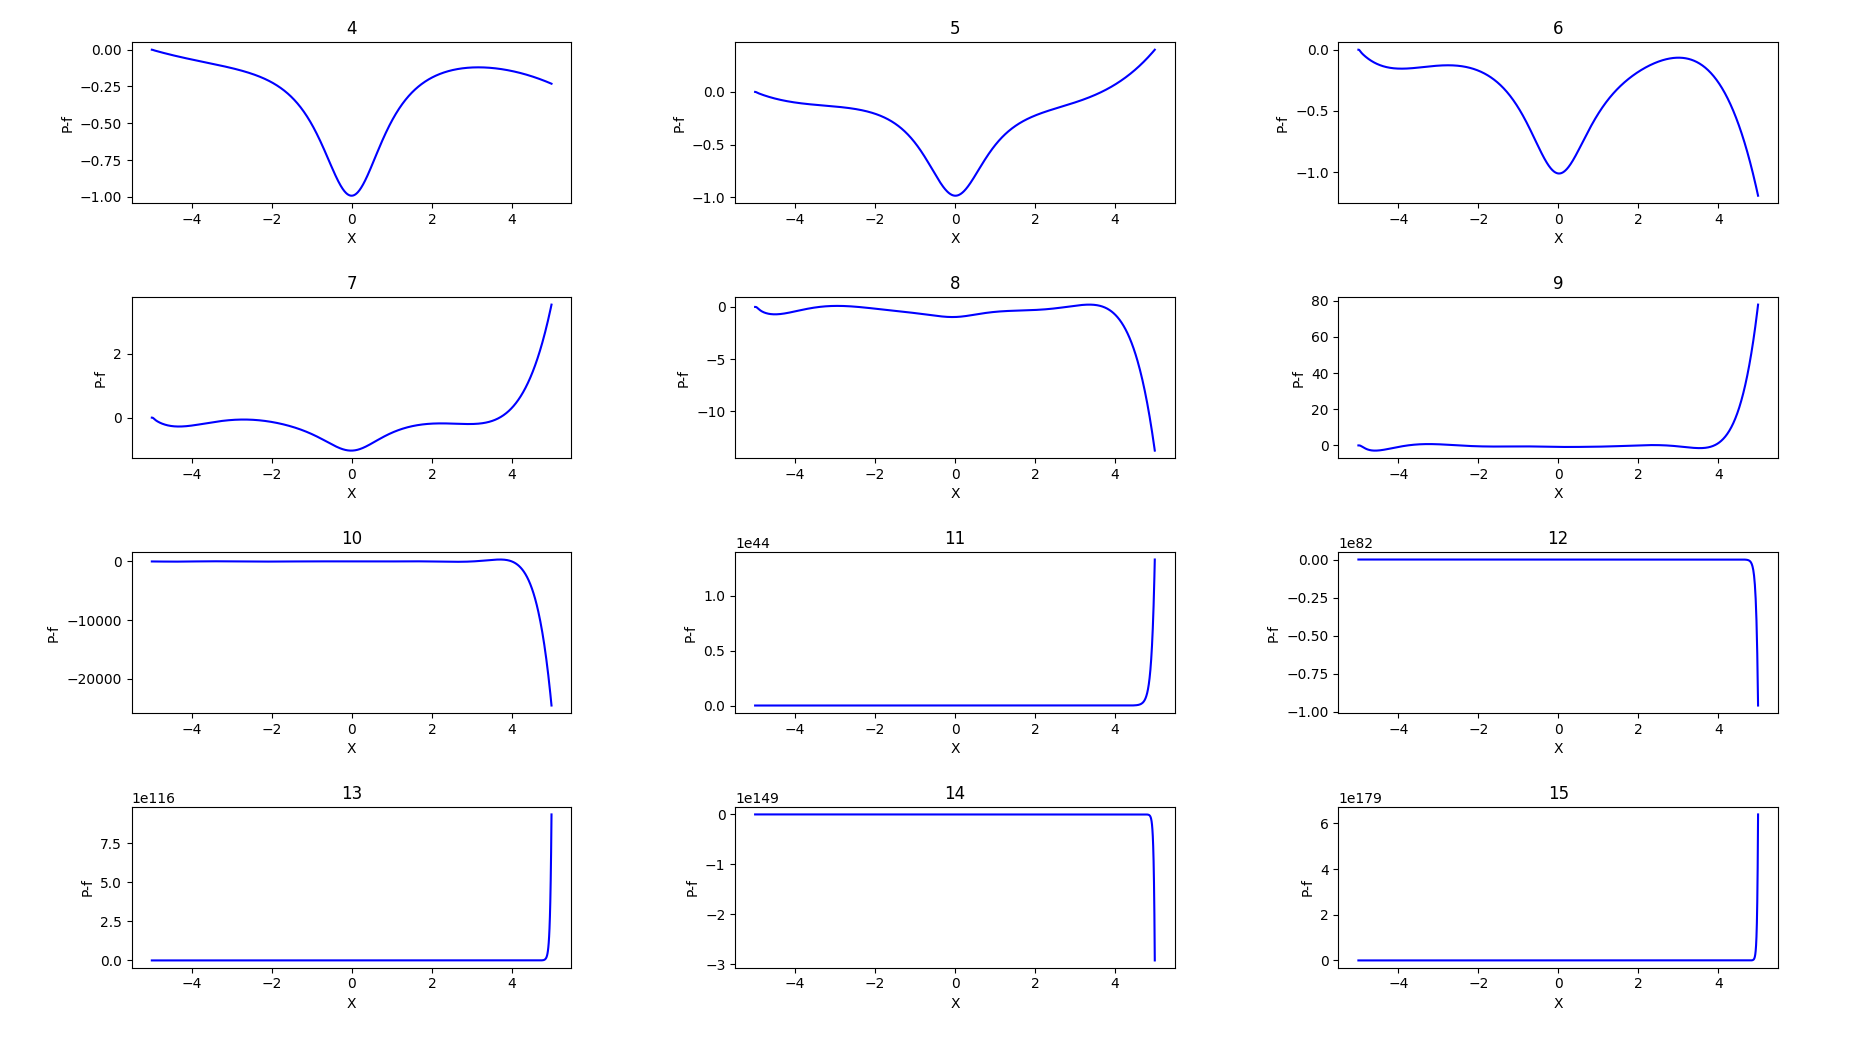 4
5
6
0.00
−0.25
−0.50
−0.75
−1.00
P-f
−4 −2 0 2 4
X
0.0
−0.5
−1.0
P-f
−4 −2 0 2 4
X
0.0
−0.5
−1.0
P-f
−4 −2 0 2 4
X
7
8
9
2
0
P-f
−4 −2 0 2 4
X
0
−5
−10
P-f
−4 −2 0 2 4
X
80
60
40
20
0
P-f
−4 −2 0 2 4
X
10
11
12
0
−10000
−20000
P-f
−4 −2 0 2 4
X
1e44
1.0
0.5
0.0
P-f
−4 −2 0 2 4
X
1e82
0.00
−0.25
−0.50
−0.75
−1.00
P-f
−4 −2 0 2 4
X
13
14
15
1e116
7.5
5.0
2.5
0.0
P-f
−4 −2 0 2 4
X
1e149
0
−1
−2
−3
P-f
−4 −2 0 2 4
X
1e179
6
4
2
0
P-f
−4 −2 0 2 4
X